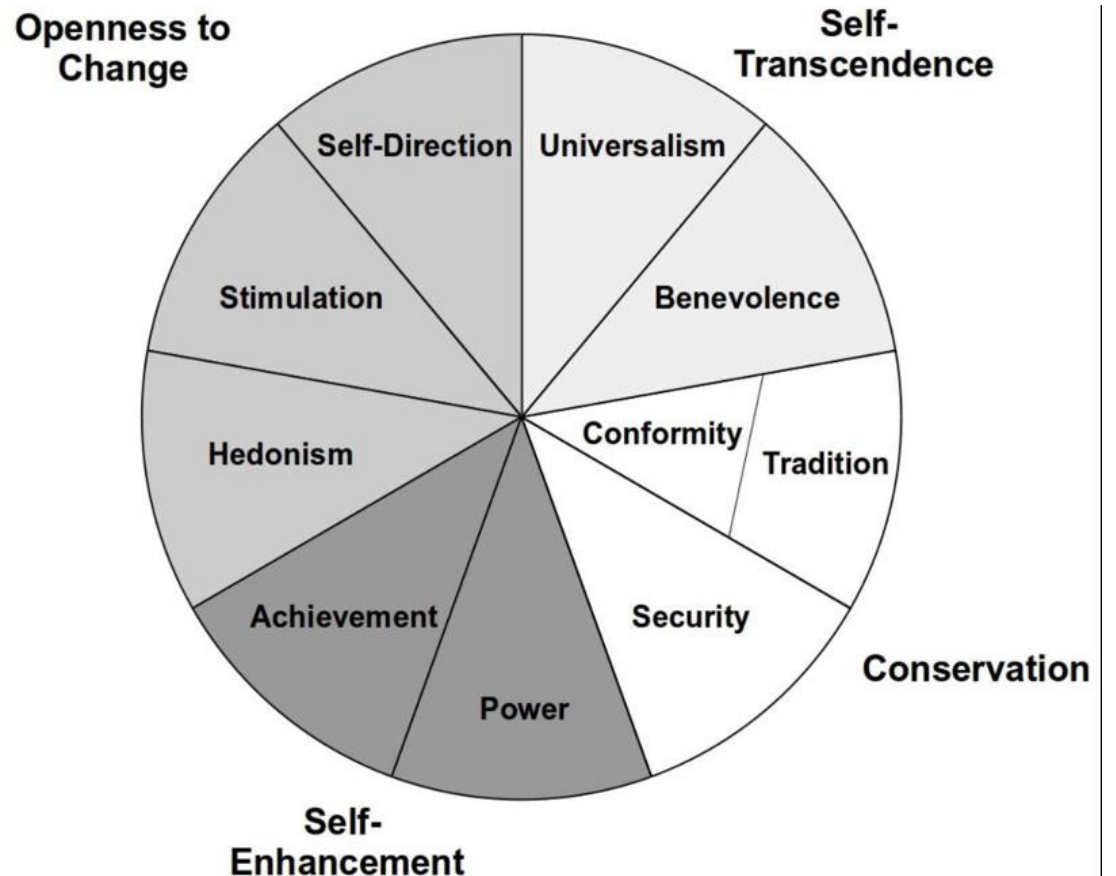 Openness to
Change
Self-
Transcendence
Self-Direction
Universalism
Stimulation
Benevolence
Conformity
Hedonism
Tradition
Achievement
Security
Conservation
Power
Self-
Enhancement